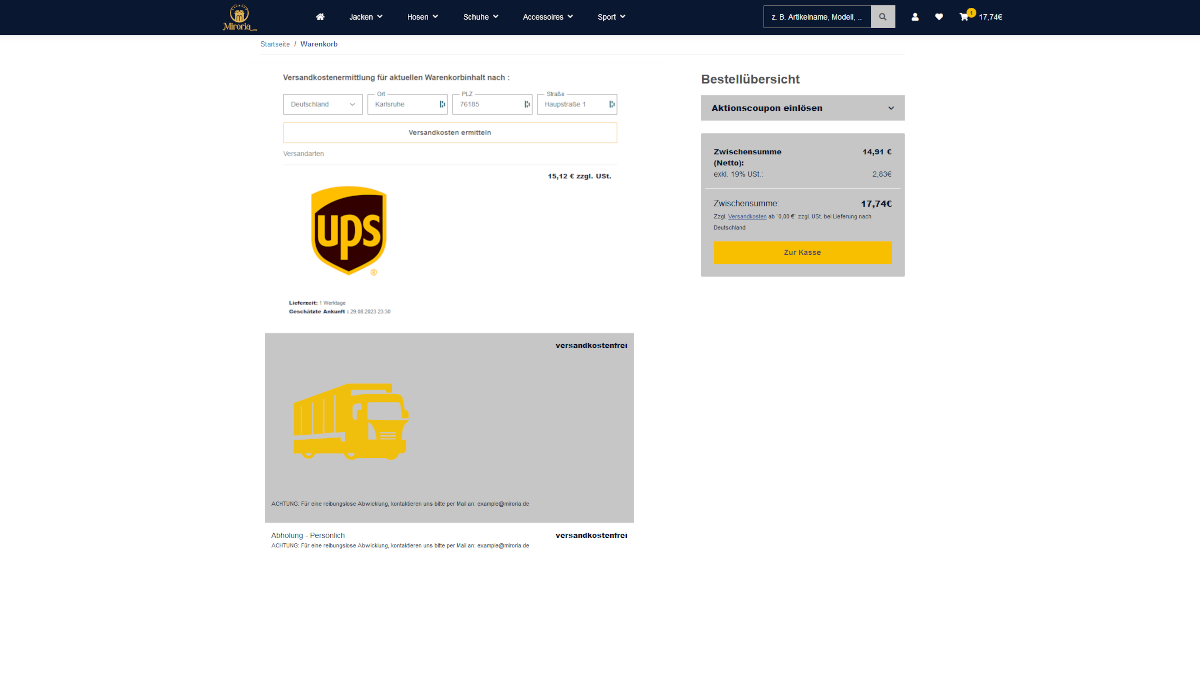 Miroria
Jacken
Hosen
Schuhe
Accessoires
Sport
z. B. Artikelname, Modell, ..
1
17,74€
Startseite / Warenkorb
Versandkostenermittlung für aktuellen Warenkorbinhalt nach :
Deutschland
Ort
Karlsruhe
PLZ
76185
Straße
Haupstraße 1
Versandkosten ermitteln
Versandarten
15,12 € zzgl. USt.
ups
®
Lieferzeit: 1 Werktage
Geschätzte Ankunft : 29.08.2023 23:30
versandkostenfrei
ACHTUNG: Für eine reibungslose Abwicklung, kontaktieren uns bitte per Mail an: example@miroria.de
Abholung - Persönlich
versandkostenfrei
ACHTUNG: Für eine reibungslose Abwicklung, kontaktieren uns bitte per Mail an: example@miroria.de
Bestellübersicht
Aktionscoupon einlösen
Zwischensumme (Netto):
14,91 €
exkl. 19% USt.:
2,83€
Zwischensumme
17,74€
Zzgl. Versandkosten ab `0,00 €` zzgl. USt. bei Lieferung nach
Deutschland
Zur Kasse